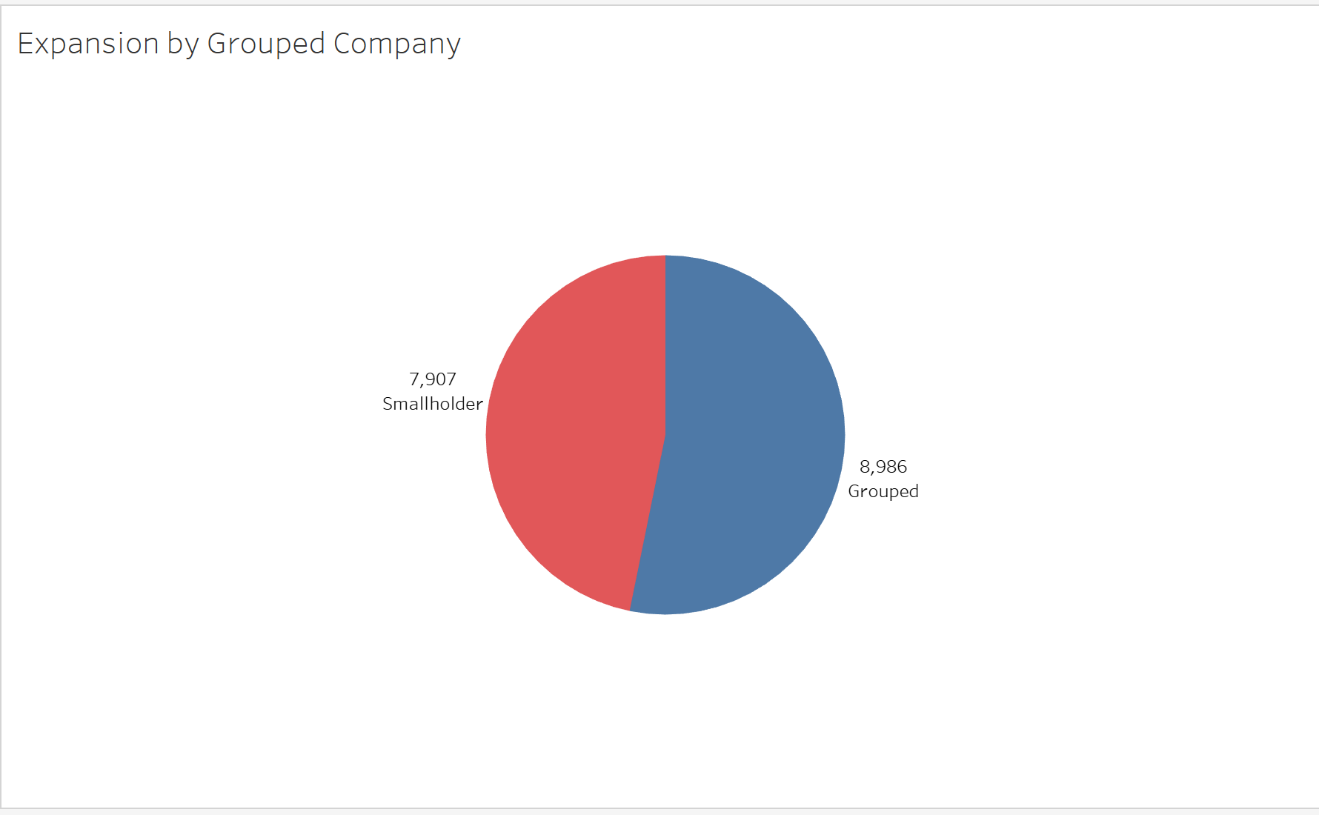 Expansion by Grouped Company
7,907
Smallholder
8,986
Grouped